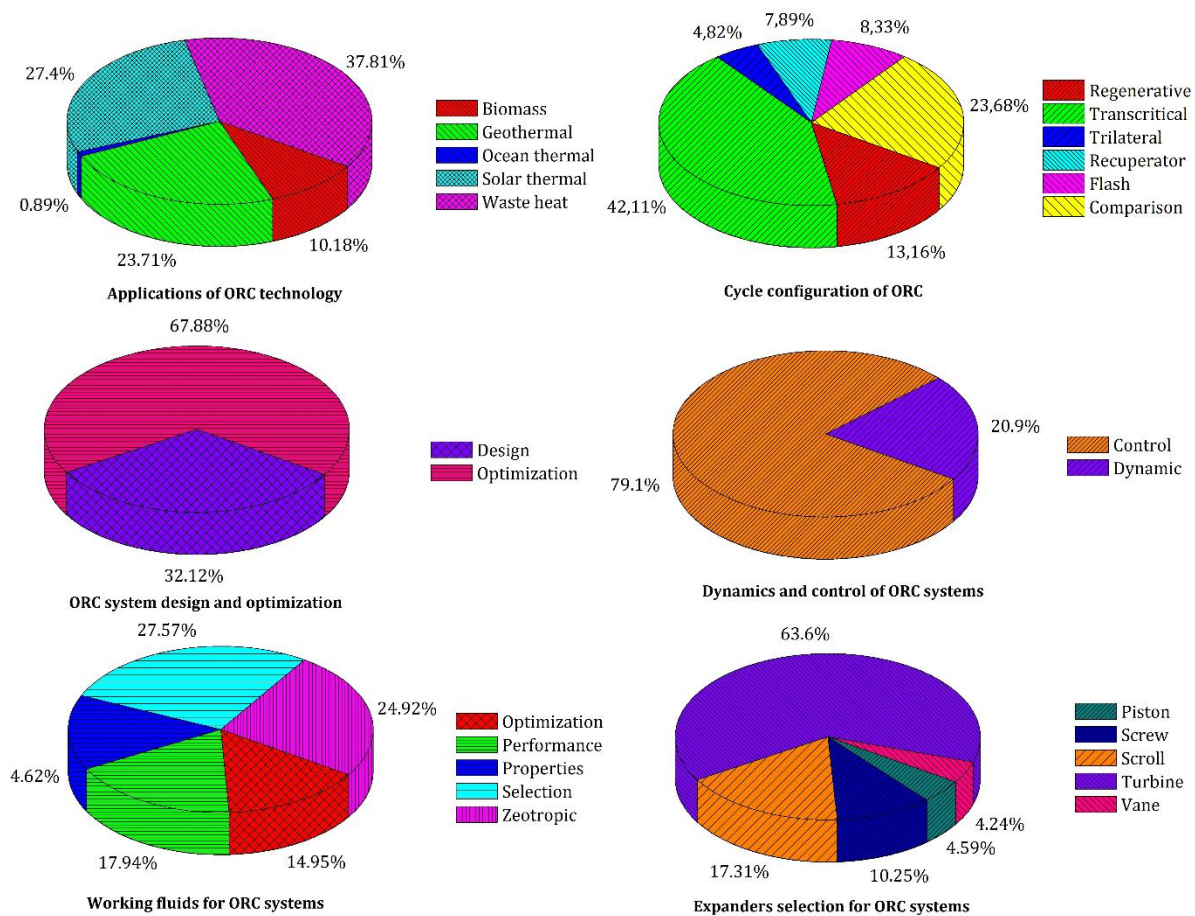 37.81%
27.4%
0.89%
23.71%
10.18%
Biomass
Geothermal
Ocean thermal
Solar thermal
Waste heat
Applications of ORC technology
4,82%
7,89%
8,33%
23,68%
42,11%
13,16%
Regenerative
Transcritical
Trilateral
Recuperator
Flash
Comparison
Cycle configuration of ORC
67.88%
32.12%
Design
Optimization
ORC system design and optimization
20.9%
79.1%
Control
Dynamic
Dynamics and control of ORC systems
27.57%
24.92%
4.62%
17.94%
14.95%
Optimization
Performance
Properties
Selection
Zeotropic
Working fluids for ORC systems
63.6%
4.24%
4.59%
10.25%
17.31%
Piston
Screw
Scroll
Turbine
Vane
Expanders selection for ORC systems